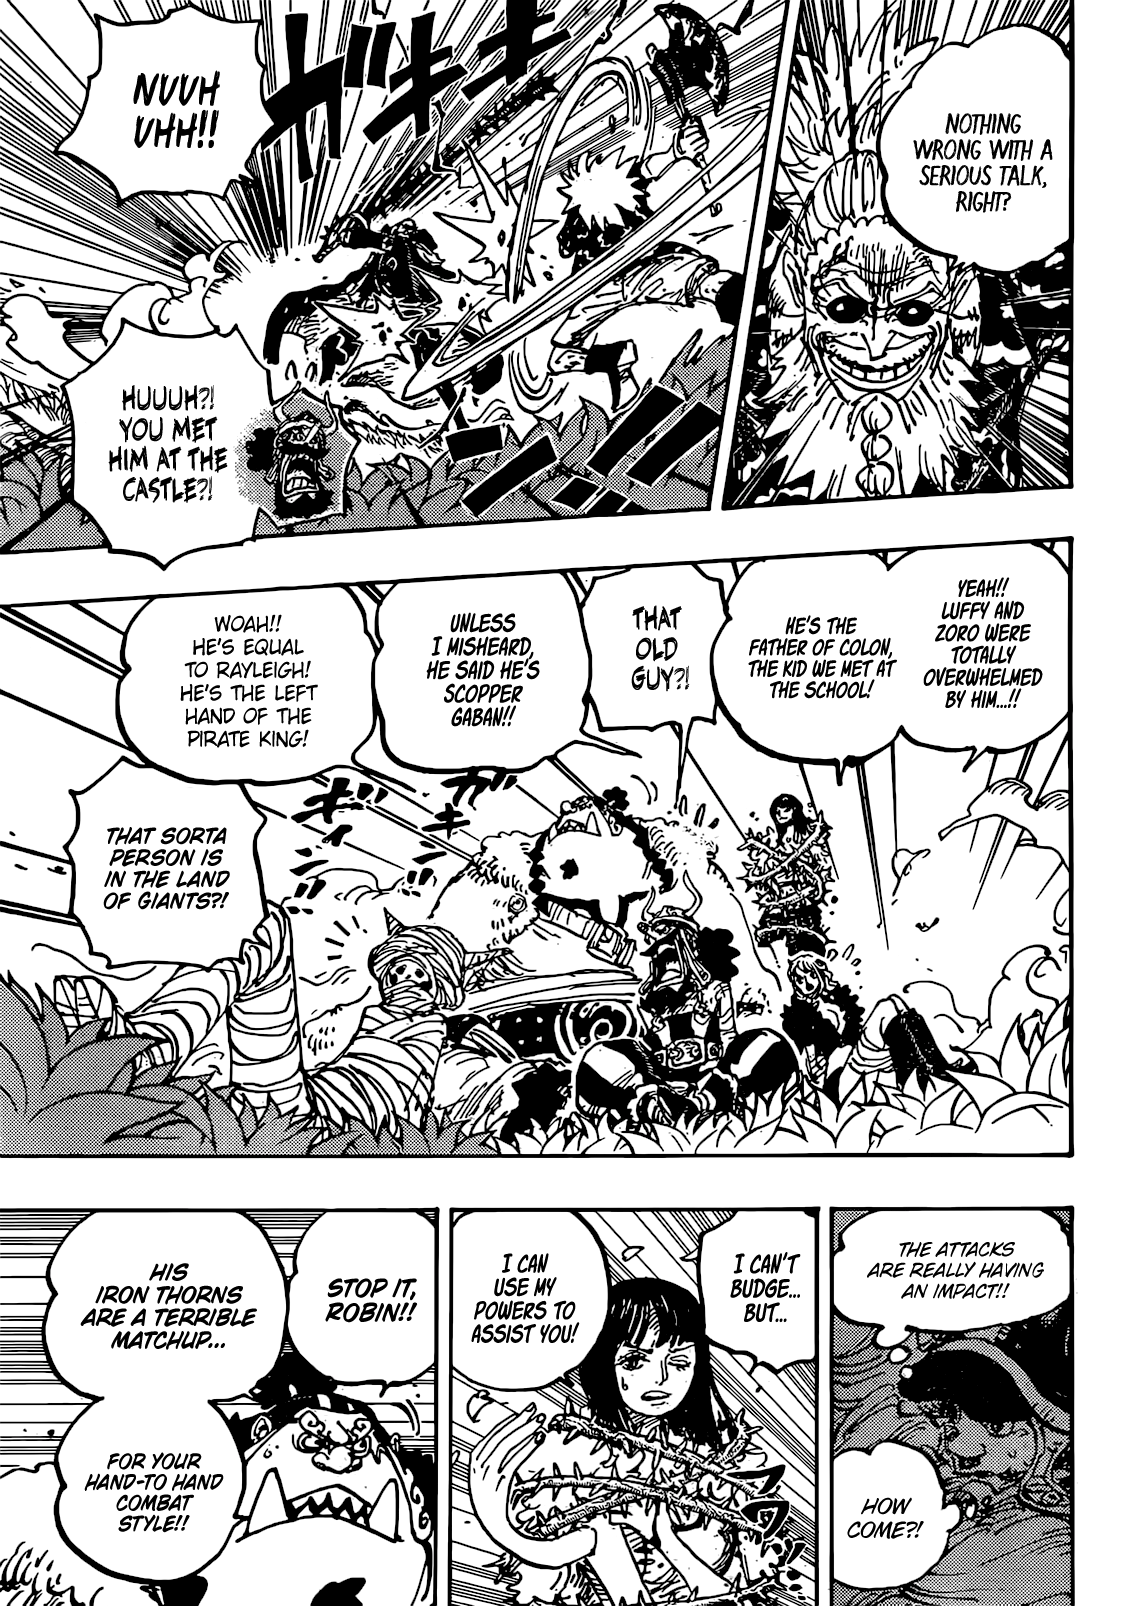 NOTHING
WRONG WITH A
SERIOUS TALK,
RIGHT?
NUUH
UHH!!
HUUUH?!
YOU MET
HIM AT THE
CASTLE?!
YEAH!!
LUFFY AND
ZORO WERE
TOTALLY
OVERWHELMED
BY HIM...!!
HE'S THE
FATHER OF COLON,
THE KID WE MET AT
THE SCHOOL!
THAT
OLD
GUY?!
UNLESS
I MISHEARD,
HE SAID HE'S
SCOPPER
GABAN!!
WOAH!!
HE'S EQUAL
TO RAYLEIGH!
HE'S THE LEFT
HAND OF THE
PIRATE KING!
THAT SORTA
PERSON IS
IN THE LAND
OF GIANTS?!
THE ATTACKS
ARE REALLY HAVING
AN IMPACT!!
HOW
COME?!
I CAN'T
BUDGE...
BUT...
I CAN
USE MY
POWERS TO
ASSIST YOU!
STOP IT,
ROBIN!!
HIS
IRON THORNS
ARE A TERRIBLE
MATCHUP...
FOR YOUR
HAND-TO HAND
COMBAT
STYLE!!